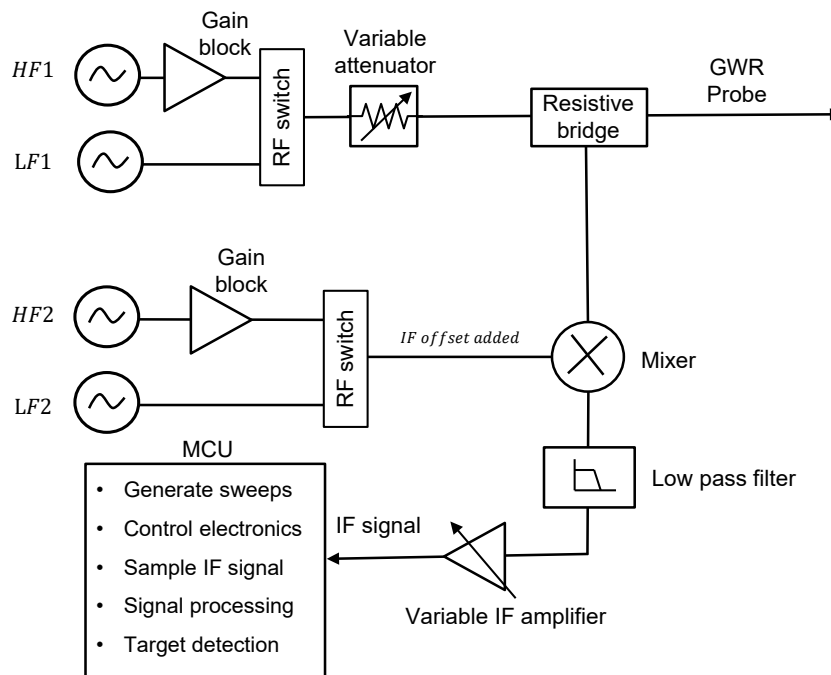 Gain
block
HF1
LF1
RF switch
Variable
attenuator
Resistive
bridge
GWR
Probe
Gain
block
HF2
LF2
RF switch
IF offset added
Mixer
Low pass filter
Variable IF amplifier
IF signal
MCU
• Generate sweeps
• Control electronics
• Sample IF signal
• Signal processing
• Target detection